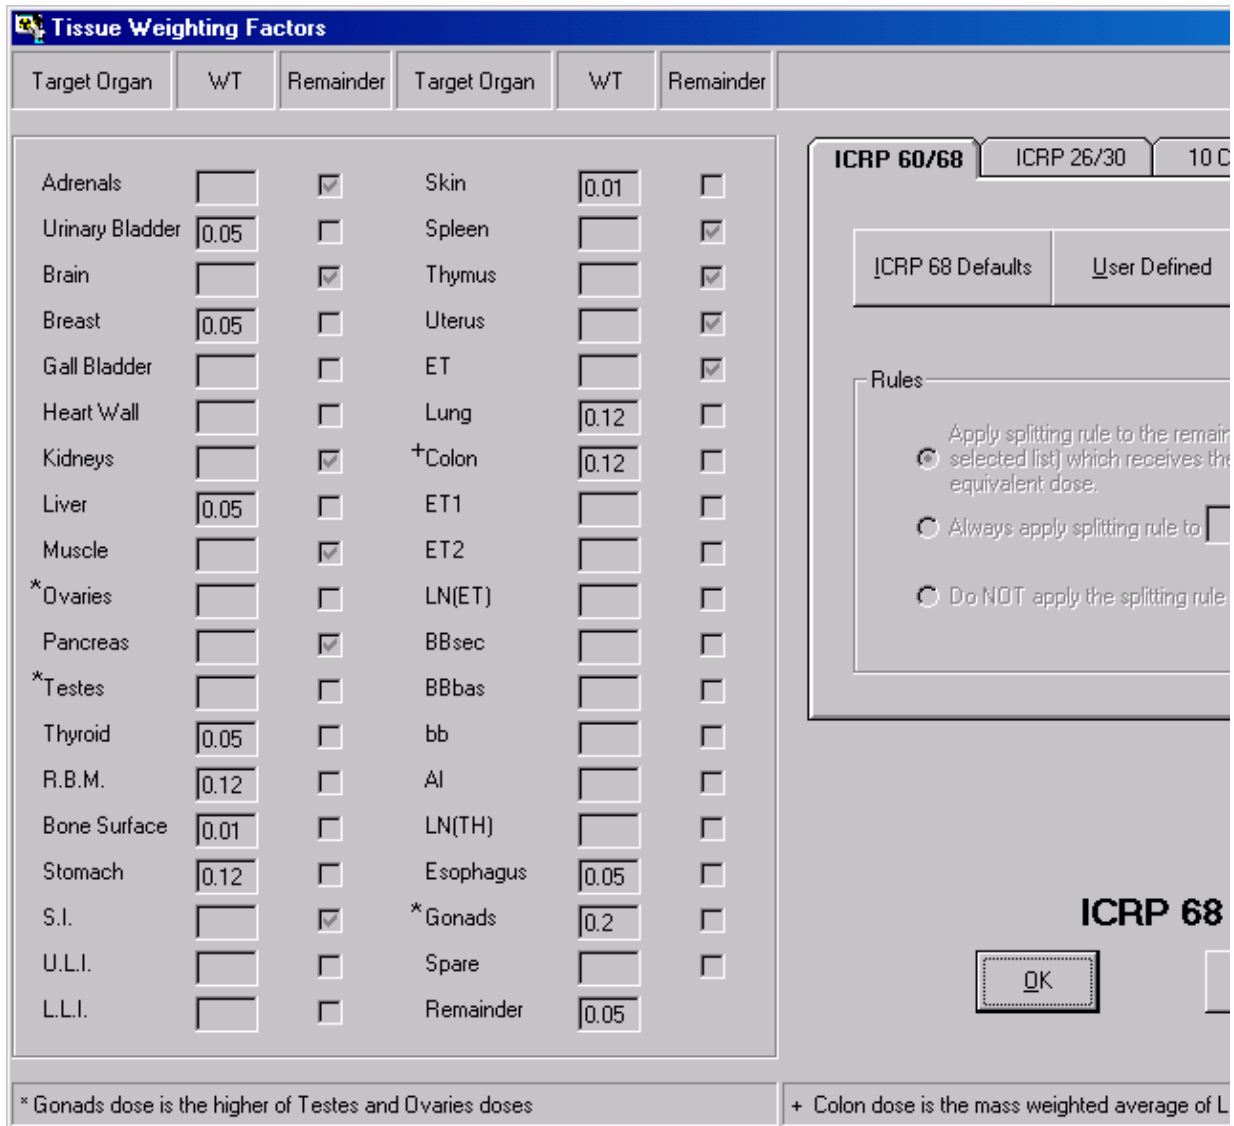 Tissue Weighting Factors
Target Organ WT Remainder Target Organ WT Remainder
Adrenals Skin 0.01
Urinary Bladder 0.05 Spleen
Brain Thymus
Breast 0.05 Uterus
Gall Bladder ET
Heart Wall Lung 0.12
Kidneys +Colon 0.12
Liver 0.05 ET1
Muscle ET2
*Ovaries LN(ET)
Pancreas BBsec
*Testes BBbas
Thyroid 0.05 bb
R.B.M. 0.12 AI
Bone Surface 0.01 LN(TH)
Stomach 0.12 Esophagus 0.05
S.I. *Gonads 0.2
U.L.I. Spare
L.L.I. Remainder 0.05
ICRP 60/68 ICRP 26/30 10 C
ICRP 68 Defaults User Defined
Rules
Apply splitting rule to the remain
selected list) which receives the
equivalent dose.
Always apply splitting rule to
Do NOT apply the splitting rule
ICRP 68
OK
* Gonads dose is the higher of Testes and Ovaries doses
+ Colon dose is the mass weighted average of L